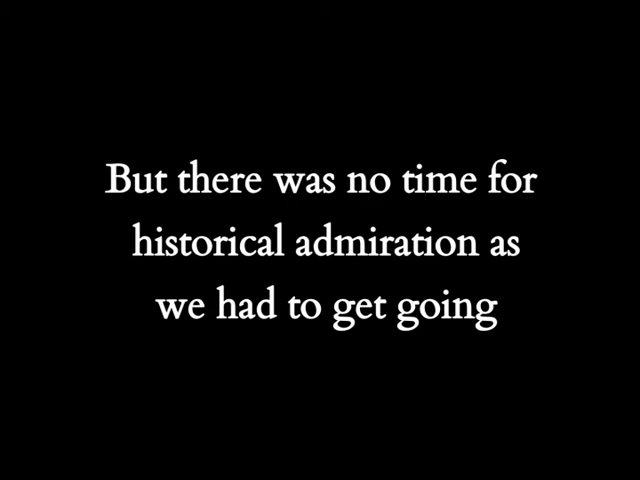 But there was no time for
historical admiration as
we had to get going